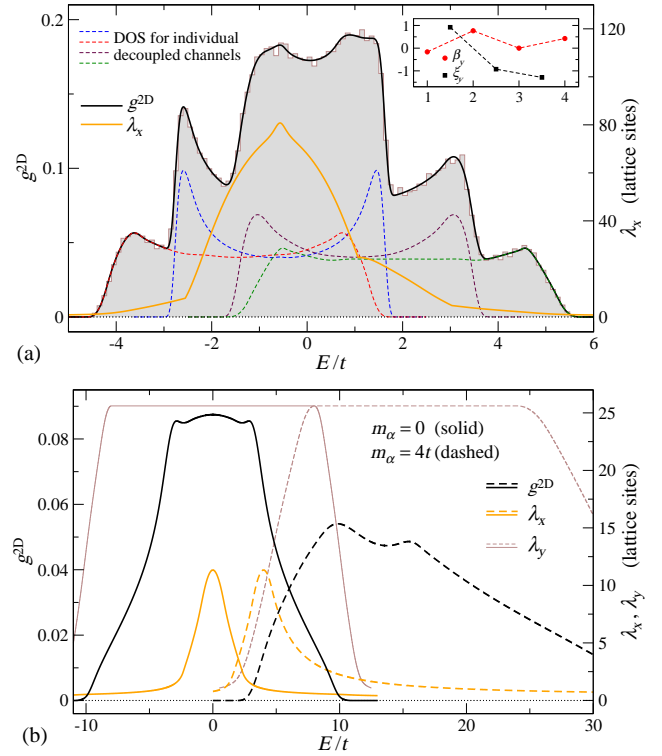 0.2
0.1
0
g^2D
DOS for individual
decoupled channels
g^2D
λ_x
1
0
-1
β_y
ξ_y
1 2 3 4
120
80
40
0
λ_x (lattice sites)
-4 -2 0 2 4 6
E/t
(a)
0.08
0.06
0.04
0.02
0
g^2D
m_α = 0 (solid)
m_α = 4t (dashed)
g^2D
λ_x
λ_y
25
20
15
10
5
0
λ_x , λ_y (lattice sites)
-10 0 10 20 30
E/t
(b)